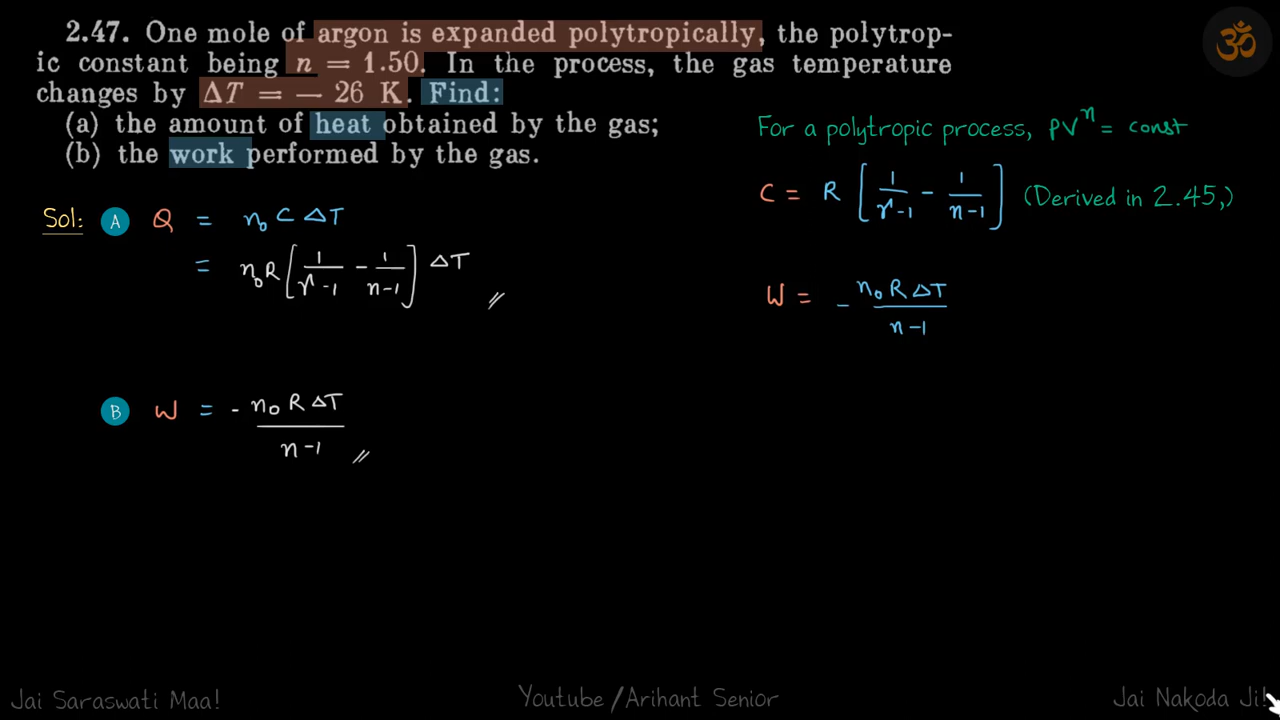 2.47. One mole of argon is expanded polytropically, the polytrop-
ic constant being n = 1.50. In the process, the gas temperature
changes by ΔT = — 26 K. Find:
(a) the amount of heat obtained by the gas;
(b) the work performed by the gas.
ॐ
For a polytropic process, PVⁿ = const
C = R [ 1/(γ-1) - 1/(n-1) ] (Derived in 2.45,)
W = - n₀ R ΔT / (n-1)
Sol: A Q = n₀ C ΔT
= n₀R [ 1/(γ-1) - 1/(n-1) ] ΔT //
B W = - n₀ R ΔT / (n-1) //
Jai Saraswati Maa! Youtube/Arihant Senior Jai Nakoda Ji!